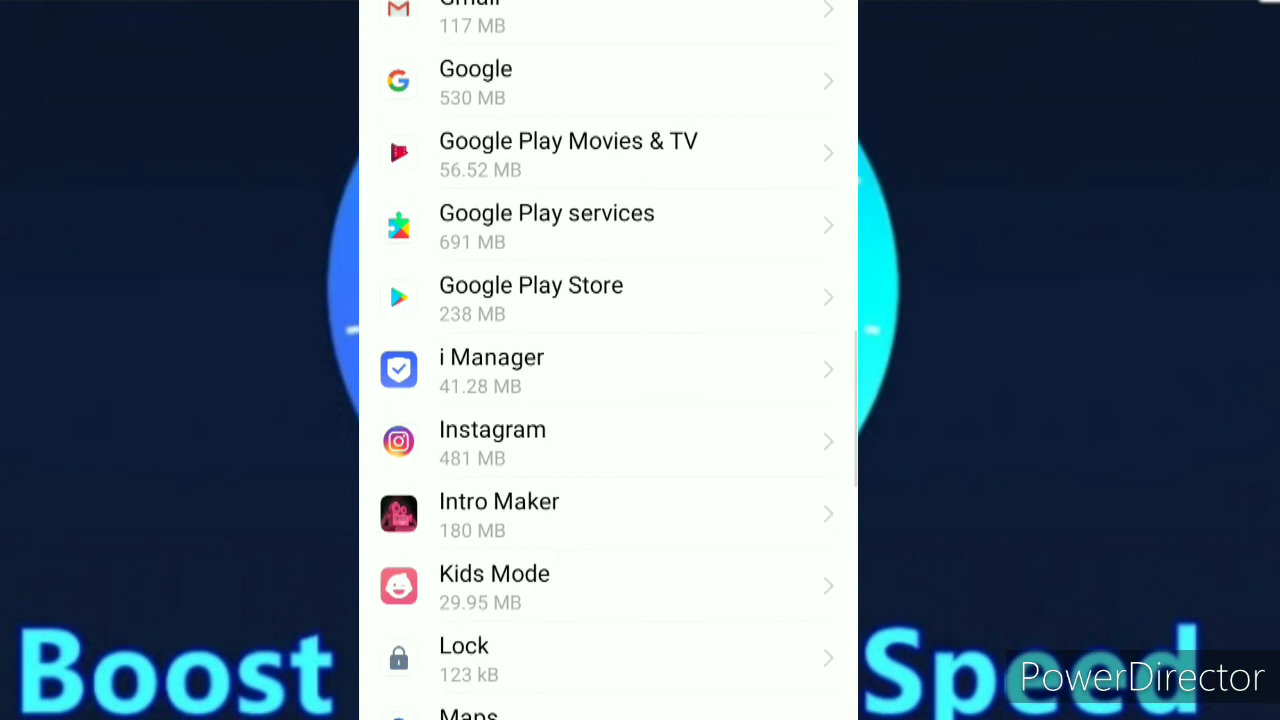 Gmail
117 MB
Google
530 MB
Google Play Movies & TV
56.52 MB
Google Play services
691 MB
Google Play Store
238 MB
i Manager
41.28 MB
Instagram
481 MB
Intro Maker
180 MB
Kids Mode
29.95 MB
Lock
123 kB
Maps
Boost Speed
PowerDirector